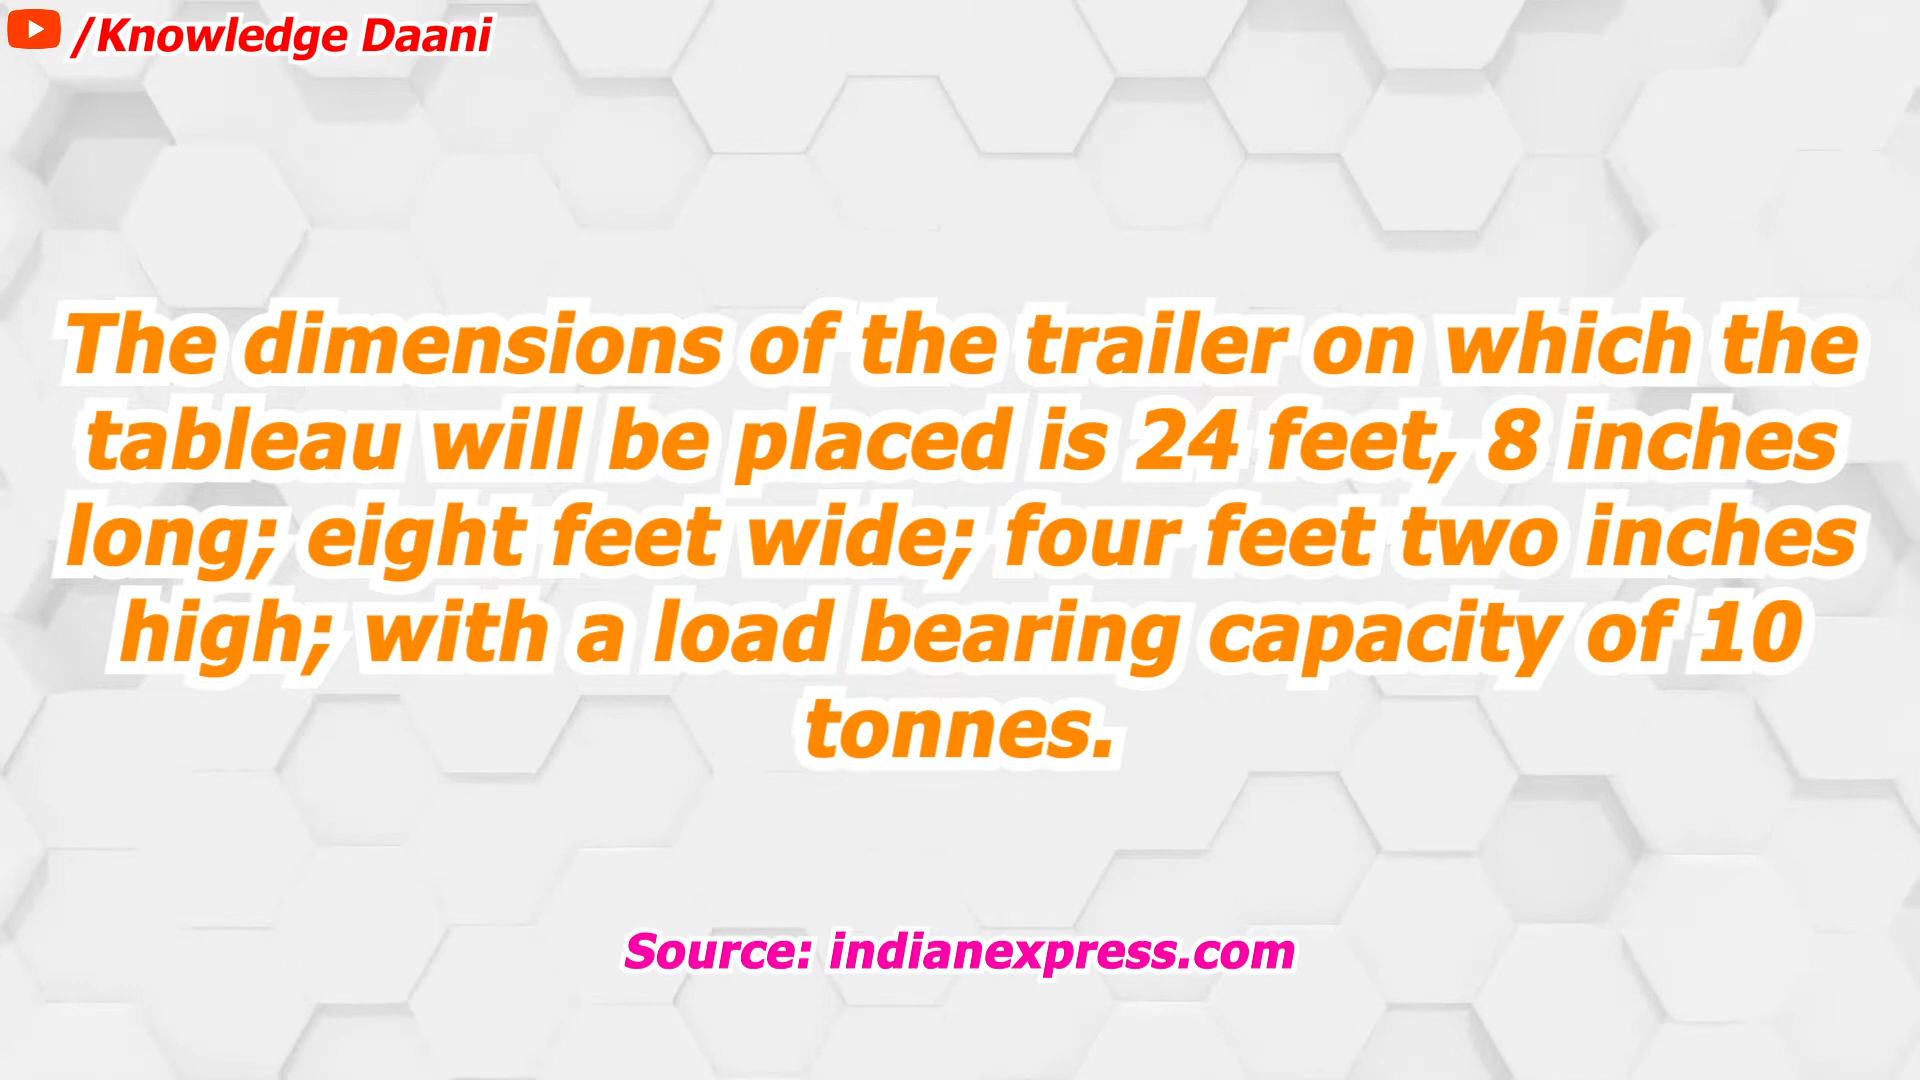 /Knowledge Daani
The dimensions of the trailer on which the
tableau will be placed is 24 feet, 8 inches
long; eight feet wide; four feet two inches
high; with a load bearing capacity of 10
tonnes.
Source: indianexpress.com